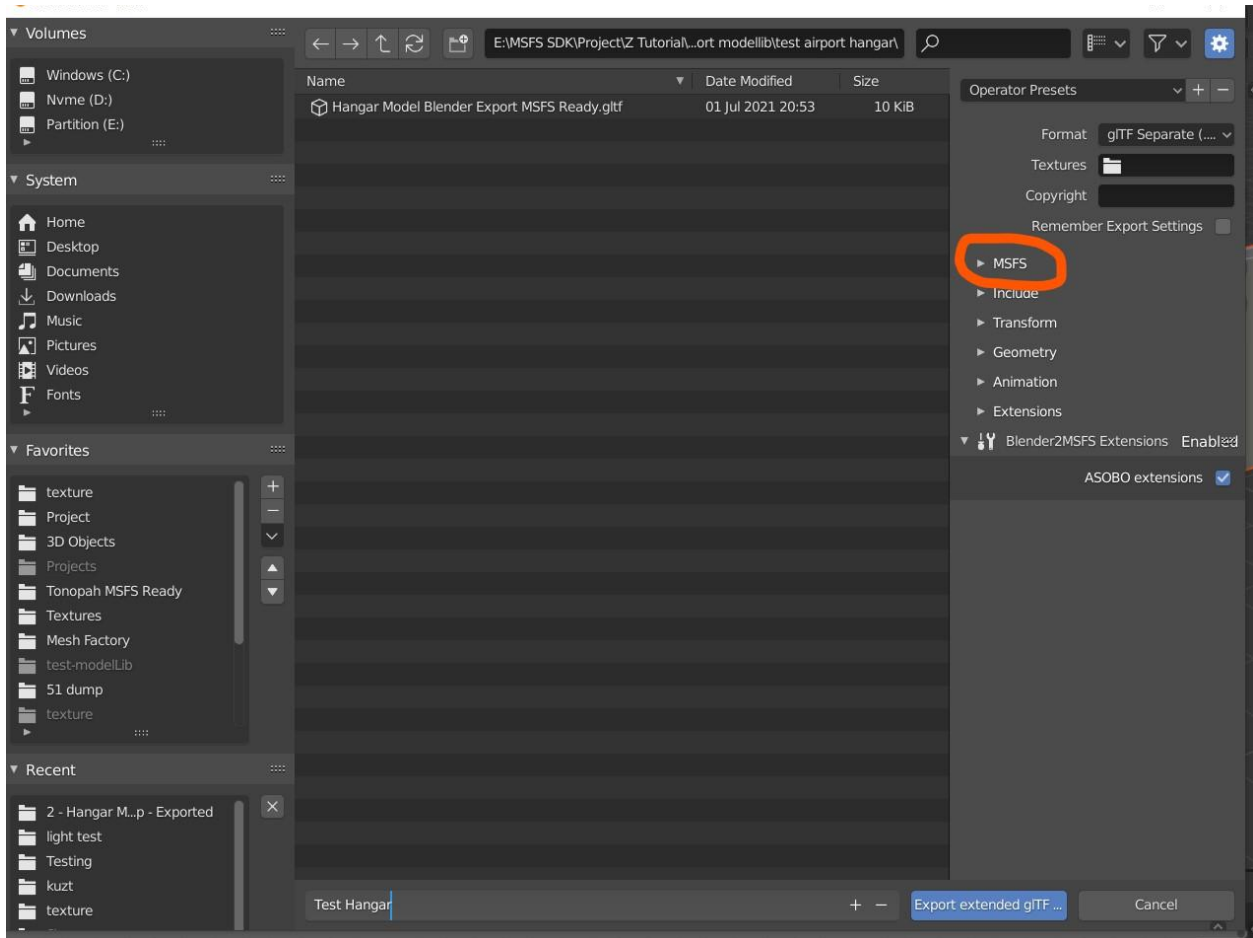 Volumes
Windows (C:)
Nvme (D:)
Partition (E:)
System
Home
Desktop
Documents
Downloads
Music
Pictures
Videos
Fonts
Favorites
texture
Project
3D Objects
Projects
Tonopah MSFS Ready
Textures
Mesh Factory
test-modelLib
51 dump
texture
Recent
2 - Hangar M...p - Exported
light test
Testing
kuzt
texture
E:\MSFS SDK\Project\Z Tutorial\...ort modellib\test airport hangar\
Name Date Modified Size
Hangar Model Blender Export MSFS Ready.gltf 01 Jul 2021 20:53 10 KiB
Test Hangar
Export extended glTF ... Cancel
Operator Presets
Format glTF Separate (....
Textures
Copyright
Remember Export Settings
MSFS
Include
Transform
Geometry
Animation
Extensions
Blender2MSFS Extensions Enabled
ASOBO extensions